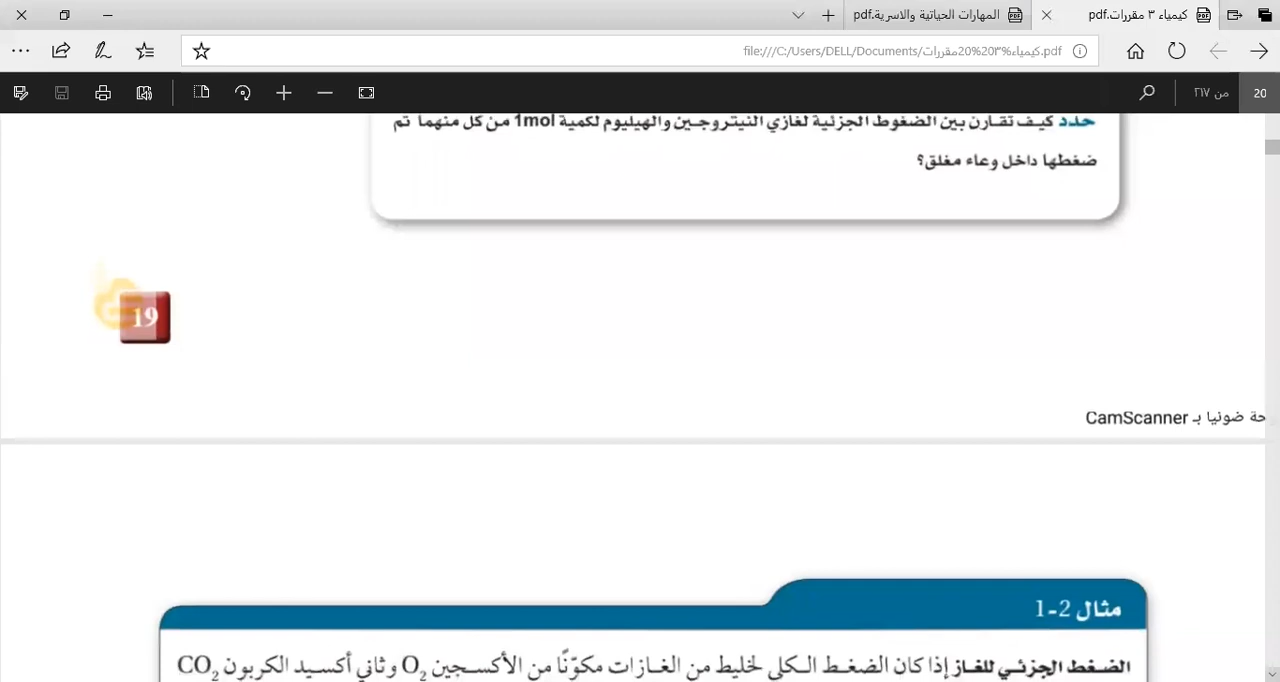 كيمياء ٣ مقررات.pdf
المهارات الحياتية والاسرية.pdf
file:///C:/Users/DELL/Documents/كيمياء%20٣%20مقررات.pdf
20
من ٢١٧
حدد كيف تقارن بين الضغوط الجزئية لغازي النيتروجين والهيليوم لكمية 1mol من كل منهما تم
ضغطها داخل وعاء مغلق؟
19
حة ضوئيا بـ CamScanner
مثال 2-1
الضغط الجزئي للغاز إذا كان الضغط الكلي لخليط من الغازات مكوّنًا من الأكسجين O₂ وثاني أكسيد الكربون CO₂